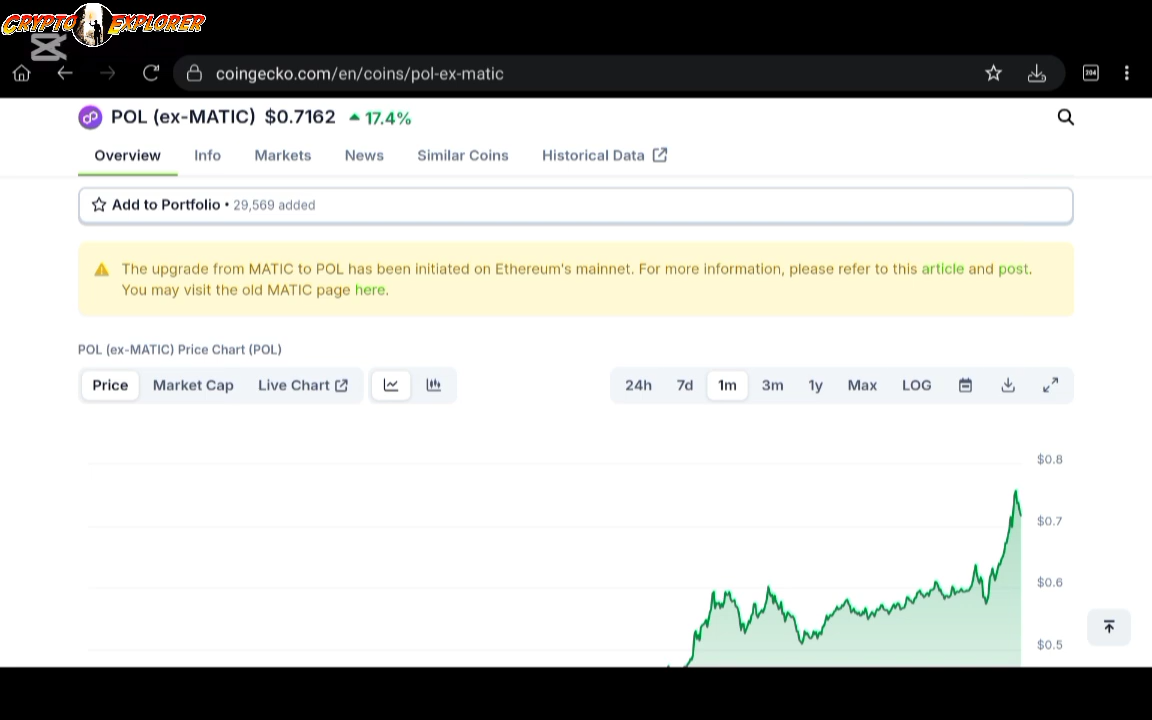 CRYPTO EXPLORER
coingecko.com/en/coins/pol-ex-matic
204
POL (ex-MATIC) $0.7162 17.4%
Overview Info Markets News Similar Coins Historical Data
Add to Portfolio • 29,569 added
The upgrade from MATIC to POL has been initiated on Ethereum's mainnet. For more information, please refer to this article and post.
You may visit the old MATIC page here.
POL (ex-MATIC) Price Chart (POL)
Price Market Cap Live Chart 24h 7d 1m 3m 1y Max LOG
$0.8
$0.7
$0.6
$0.5